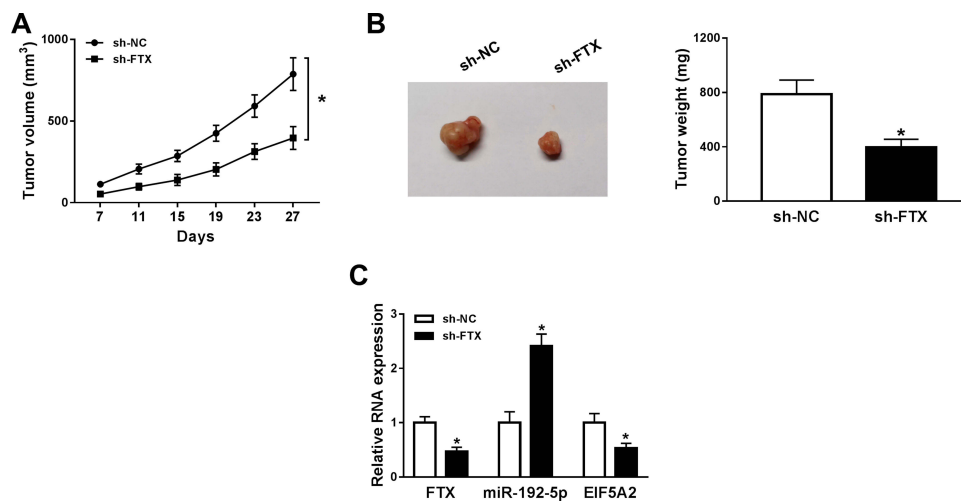 A
Tumor volume (mm³)
1000
500
0
sh-NC
sh-FTX
*
7 11 15 19 23 27
Days
B
sh-NC sh-FTX
Tumor weight (mg)
1200
800
400
0
*
sh-NC sh-FTX
C
Relative RNA expression
3
2
1
0
sh-NC
sh-FTX
*
*
*
FTX miR-192-5p EIF5A2